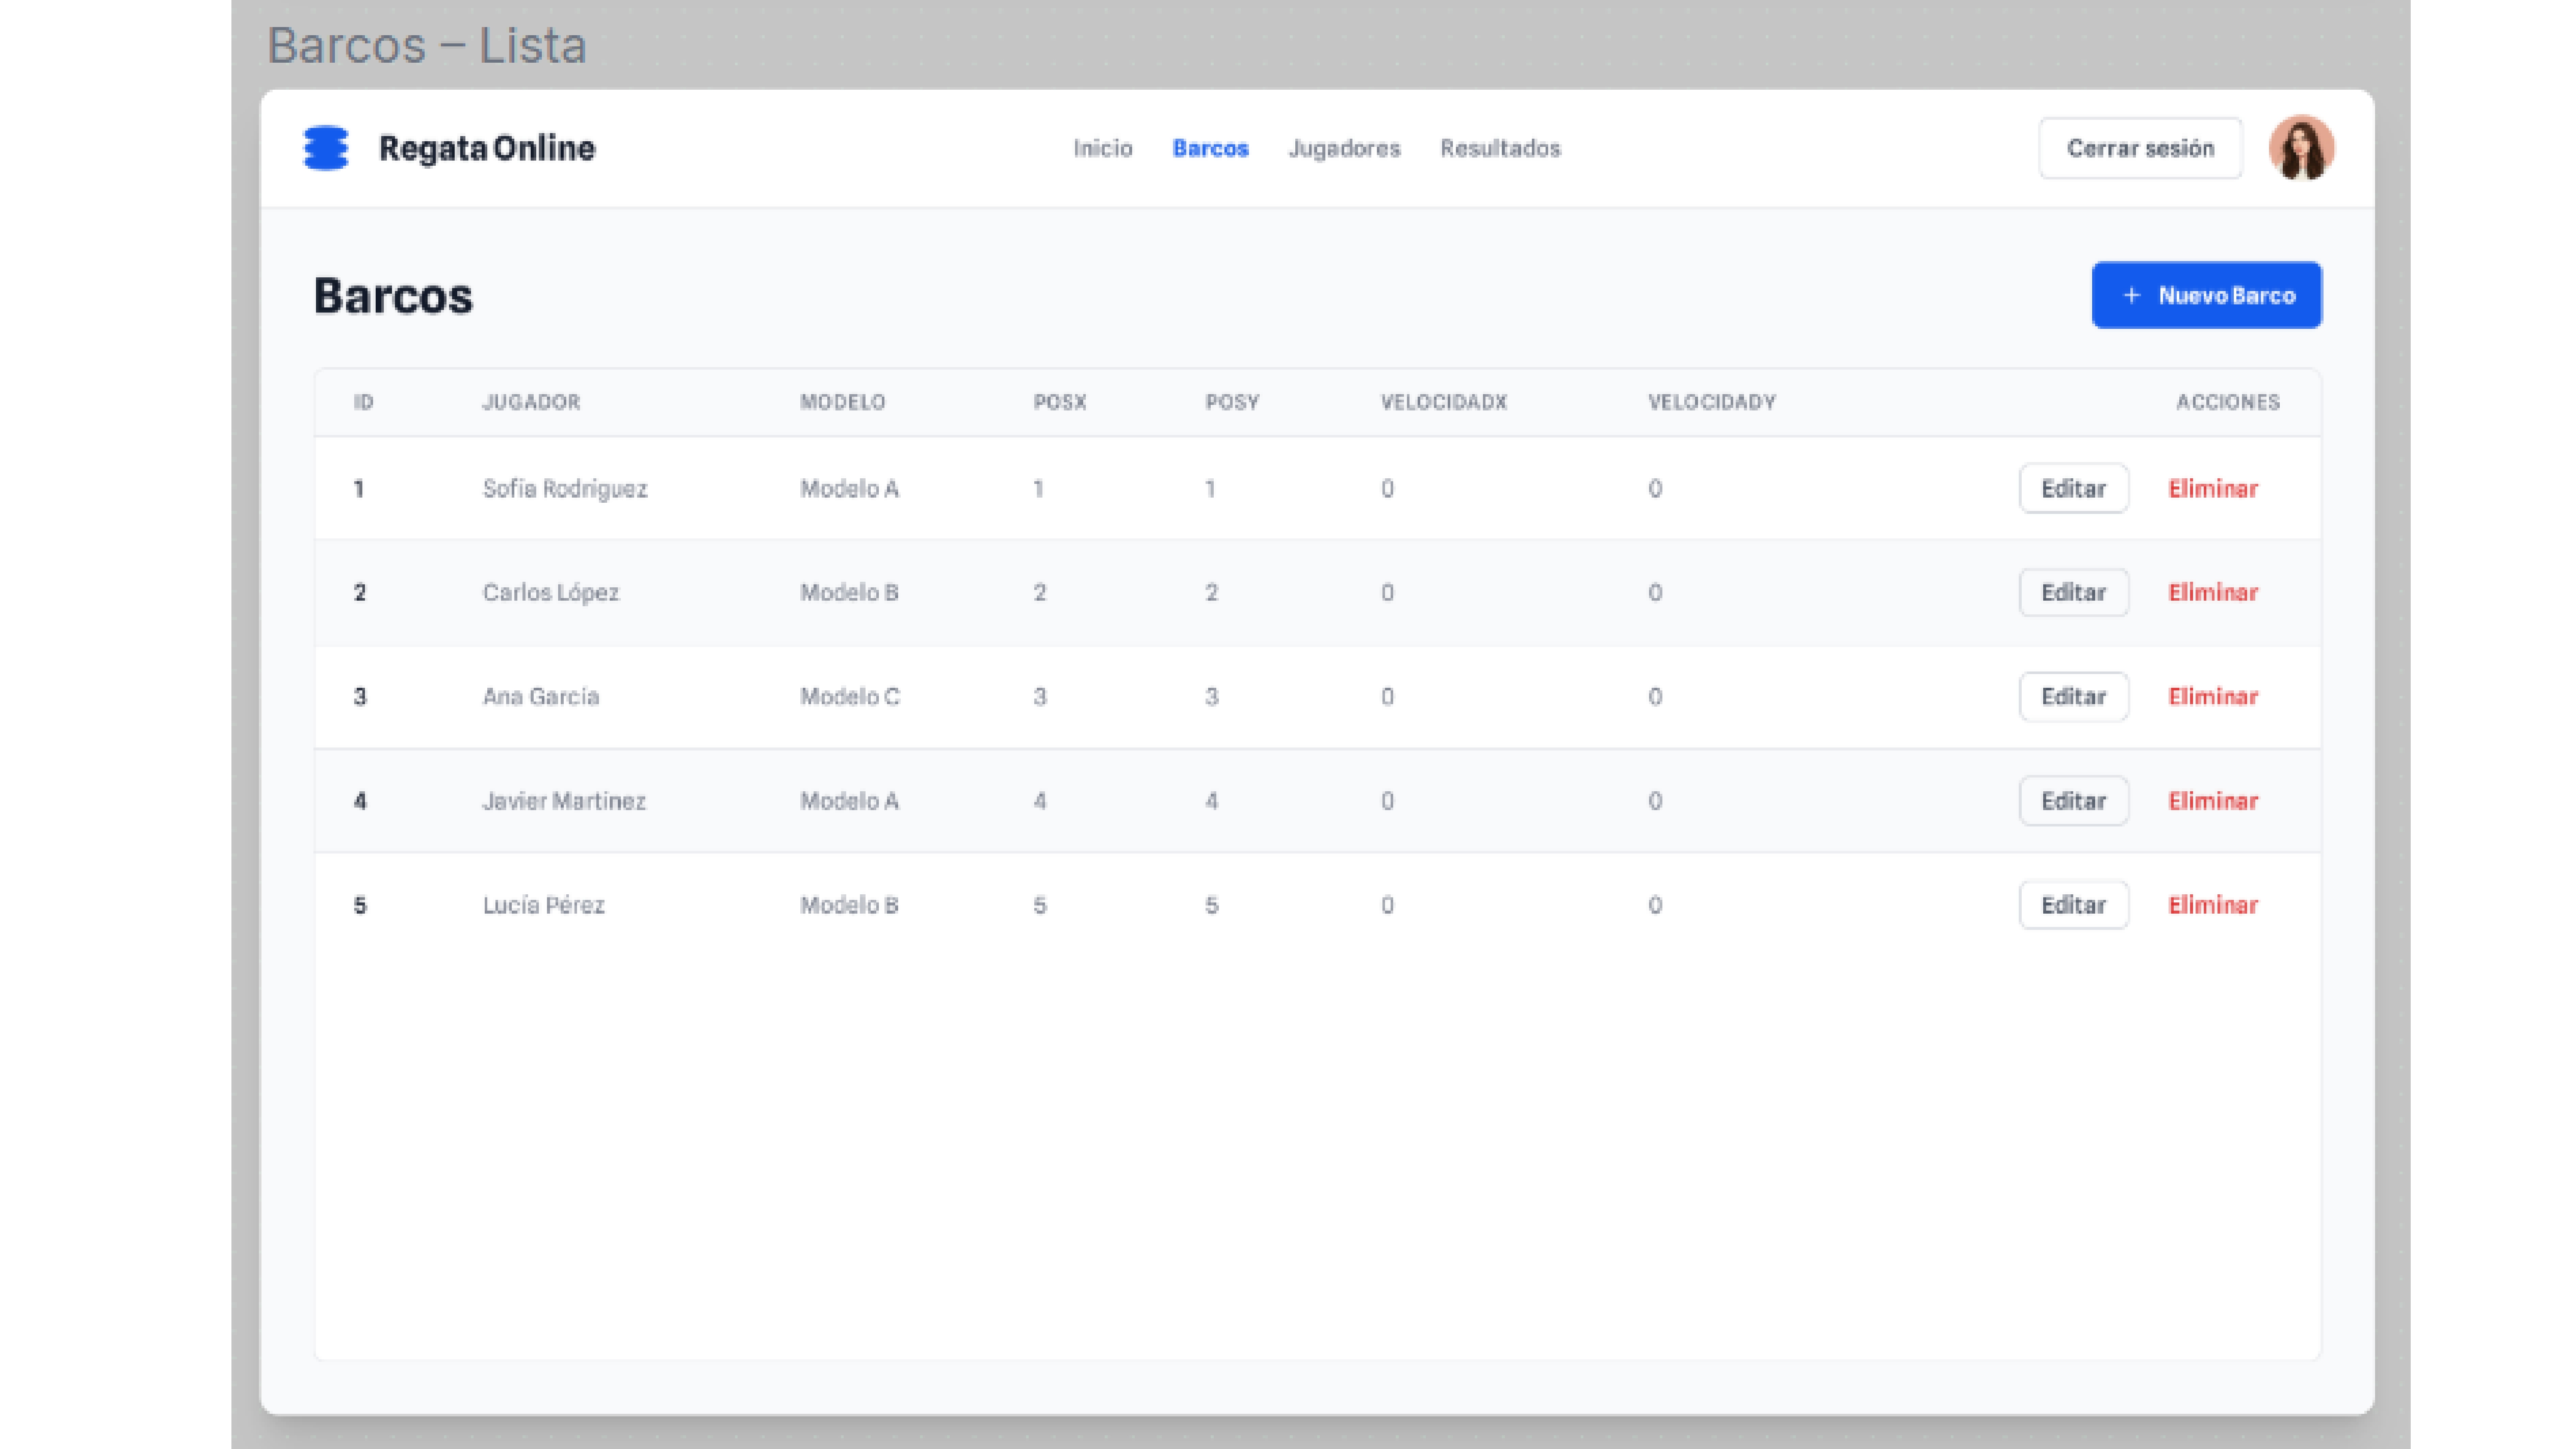 Barcos – Lista
Regata Online Inicio Barcos Jugadores Resultados Cerrar sesión
Barcos + Nuevo Barco
ID JUGADOR MODELO POSX POSY VELOCIDADX VELOCIDADY ACCIONES
1 Sofía Rodríguez Modelo A 1 1 0 0 Editar Eliminar
2 Carlos López Modelo B 2 2 0 0 Editar Eliminar
3 Ana García Modelo C 3 3 0 0 Editar Eliminar
4 Javier Martínez Modelo A 4 4 0 0 Editar Eliminar
5 Lucía Pérez Modelo B 5 5 0 0 Editar Eliminar